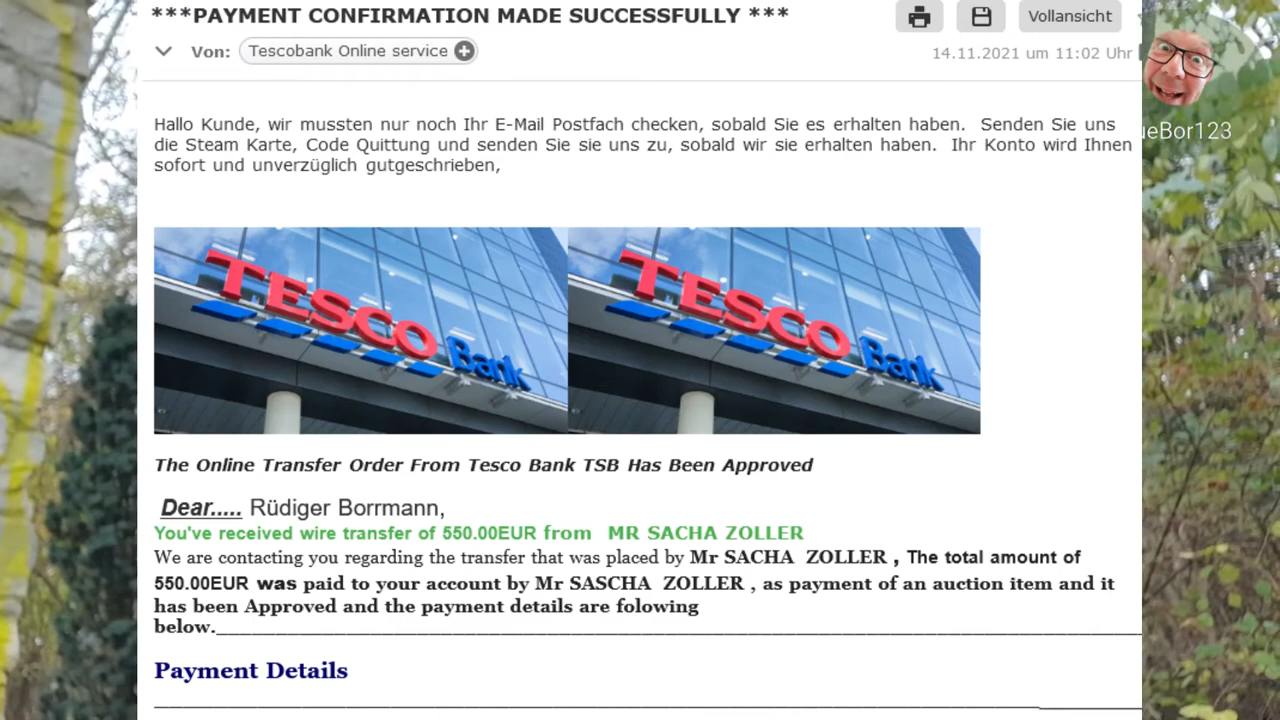 ***PAYMENT CONFIRMATION MADE SUCCESSFULLY ***
Vollansicht
Von: Tescobank Online service
14.11.2021 um 11:02 Uhr
ueBor123
Hallo Kunde, wir mussten nur noch Ihr E-Mail Postfach checken, sobald Sie es erhalten haben. Senden Sie uns
die Steam Karte, Code Quittung und senden Sie sie uns zu, sobald wir sie erhalten haben. Ihr Konto wird Ihnen
sofort und unverzüglich gutgeschrieben,
TESCO Bank
TESCO Bank
The Online Transfer Order From Tesco Bank TSB Has Been Approved
Dear..... Rüdiger Borrmann,
You've received wire transfer of 550.00EUR from MR SACHA ZOLLER
We are contacting you regarding the transfer that was placed by Mr SACHA ZOLLER , The total amount of
550.00EUR was paid to your account by Mr SASCHA ZOLLER , as payment of an auction item and it
has been Approved and the payment details are folowing
below.
Payment Details